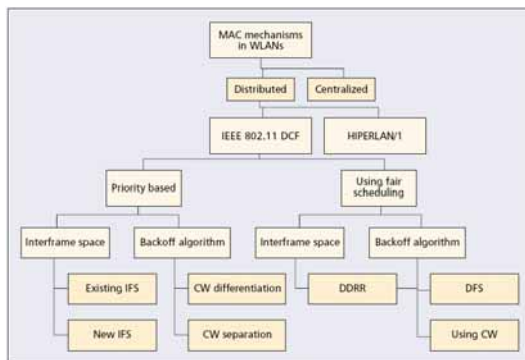 MAC mechanisms
in WLANs
Distributed
Centralized
IEEE 802.11 DCF
HIPERLAN/1
Priority based
Using fair
scheduling
Interframe space
Backoff algorithm
Interframe space
Backoff algorithm
Existing IFS
CW differentiation
DDRR
DFS
New IFS
CW separation
Using CW